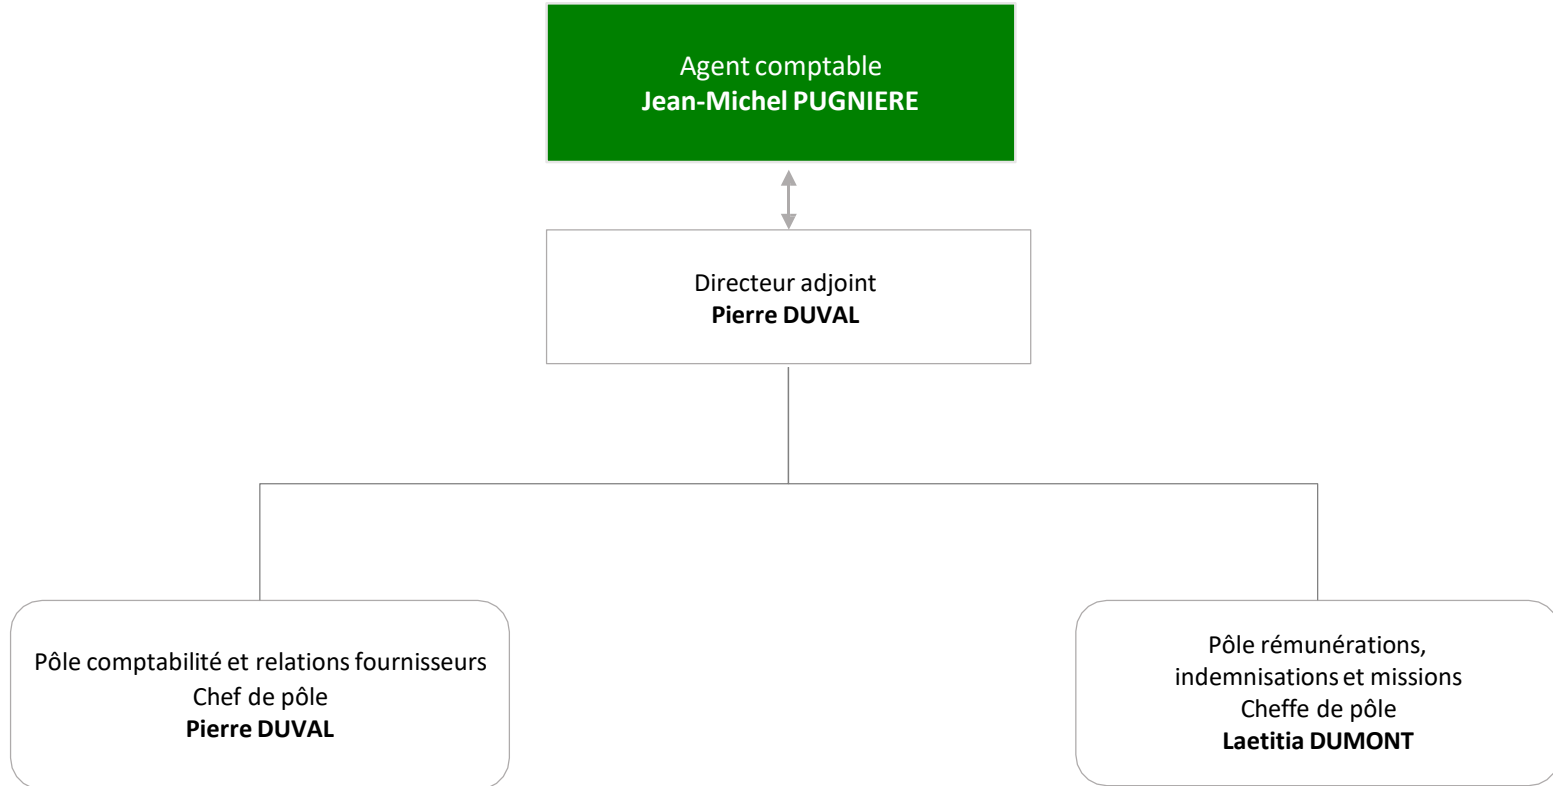 Agent comptable
Jean-Michel PUGNIERE
Directeur adjoint
Pierre DUVAL
Pôle comptabilité et relations fournisseurs
Chef de pôle
Pierre DUVAL
Pôle rémunérations,
indemnisations et missions
Cheffe de pôle
Laetitia DUMONT